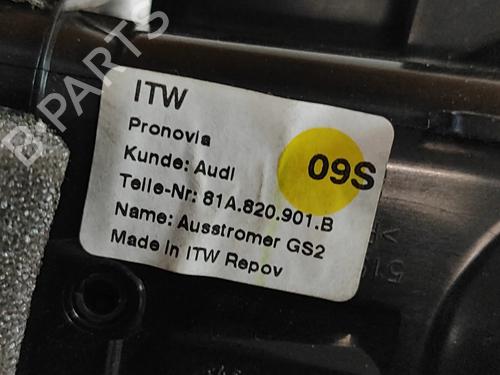 B-PARTS
ITW
Pronovia
Kunde: Audi
Teile-Nr: 81A.820.901.B
Name: Ausstromer GS2
Made in ITW Repov
09S